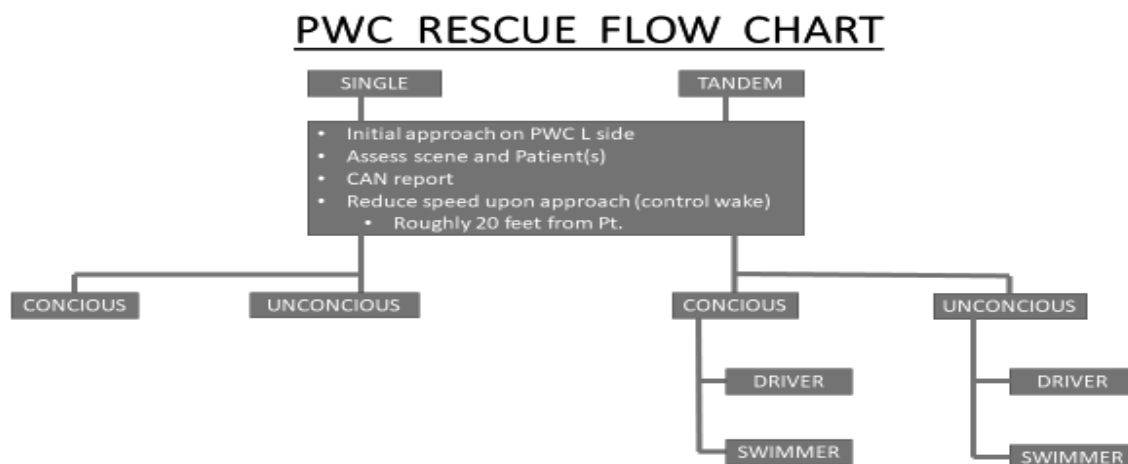 PWC RESCUE FLOW CHART
SINGLE
TANDEM
• Initial approach on PWC L side
• Assess scene and Patient(s)
• CAN report
• Reduce speed upon approach (control wake)
• Roughly 20 feet from Pt.
CONCIOUS
UNCONCIOUS
CONCIOUS
UNCONCIOUS
DRIVER
DRIVER
SWIMMER
SWIMMER